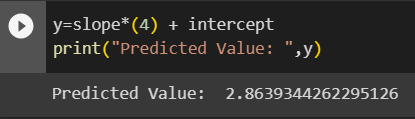 y=slope*(4) + intercept
print("Predicted Value: ",y)
Predicted Value:  2.8639344262295126